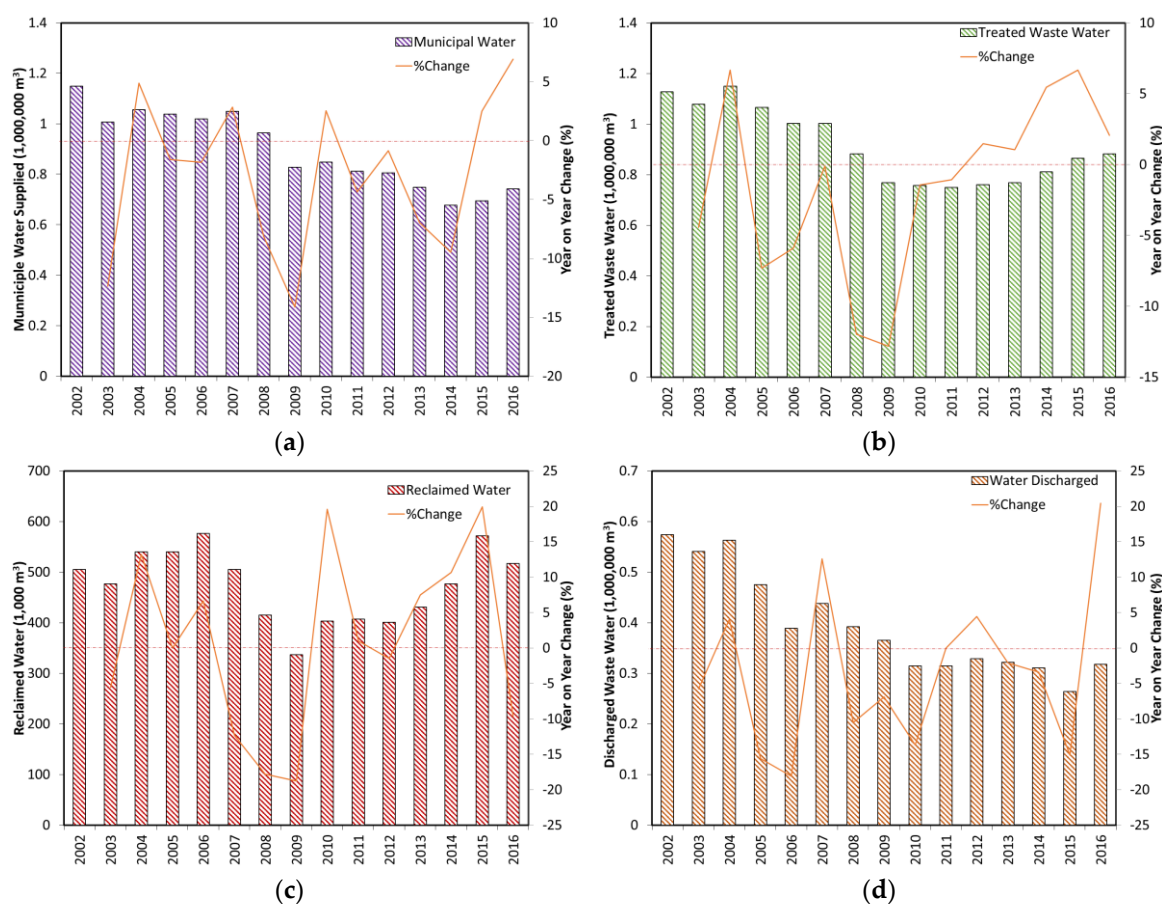 1.4
1.2
1
0.8
0.6
0.4
0.2
0
Munniciple Water Supplied (1,000,000 m³)
Municipal Water
%Change
10
5
0
-5
-10
-15
-20
Year on Year Change (%)
2002 2003 2004 2005 2006 2007 2008 2009 2010 2011 2012 2013 2014 2015 2016
(a)
1.4
1.2
1
0.8
0.6
0.4
0.2
0
Treated Waste Water (1,000,000 m³)
Treated Waste Water
%Change
10
5
0
-5
-10
-15
Year on Year Change (%)
2002 2003 2004 2005 2006 2007 2008 2009 2010 2011 2012 2013 2014 2015 2016
(b)
700
600
500
400
300
200
100
0
Reclaimed Water (1,000 m³)
Reclaimed Water
%Change
25
20
15
10
5
0
-5
-10
-15
-20
-25
Year on Year Change (%)
2002 2003 2004 2005 2006 2007 2008 2009 2010 2011 2012 2013 2014 2015 2016
(c)
0.7
0.6
0.5
0.4
0.3
0.2
0.1
0
Discharged Waste Water (1,000,000 m³)
Water Discharged
%Change
25
20
15
10
5
0
-5
-10
-15
-20
-25
Year on Year Change (%)
2002 2003 2004 2005 2006 2007 2008 2009 2010 2011 2012 2013 2014 2015 2016
(d)